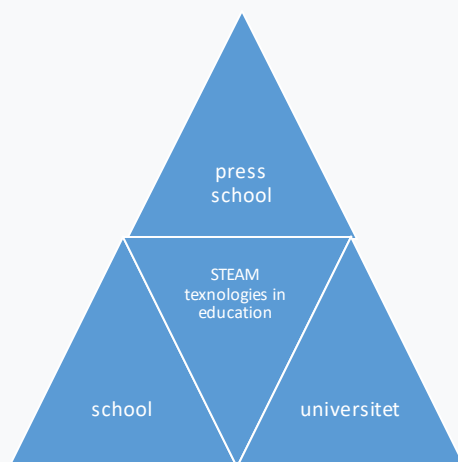 press
school
STEAM
texnologies in
education
school
universitet